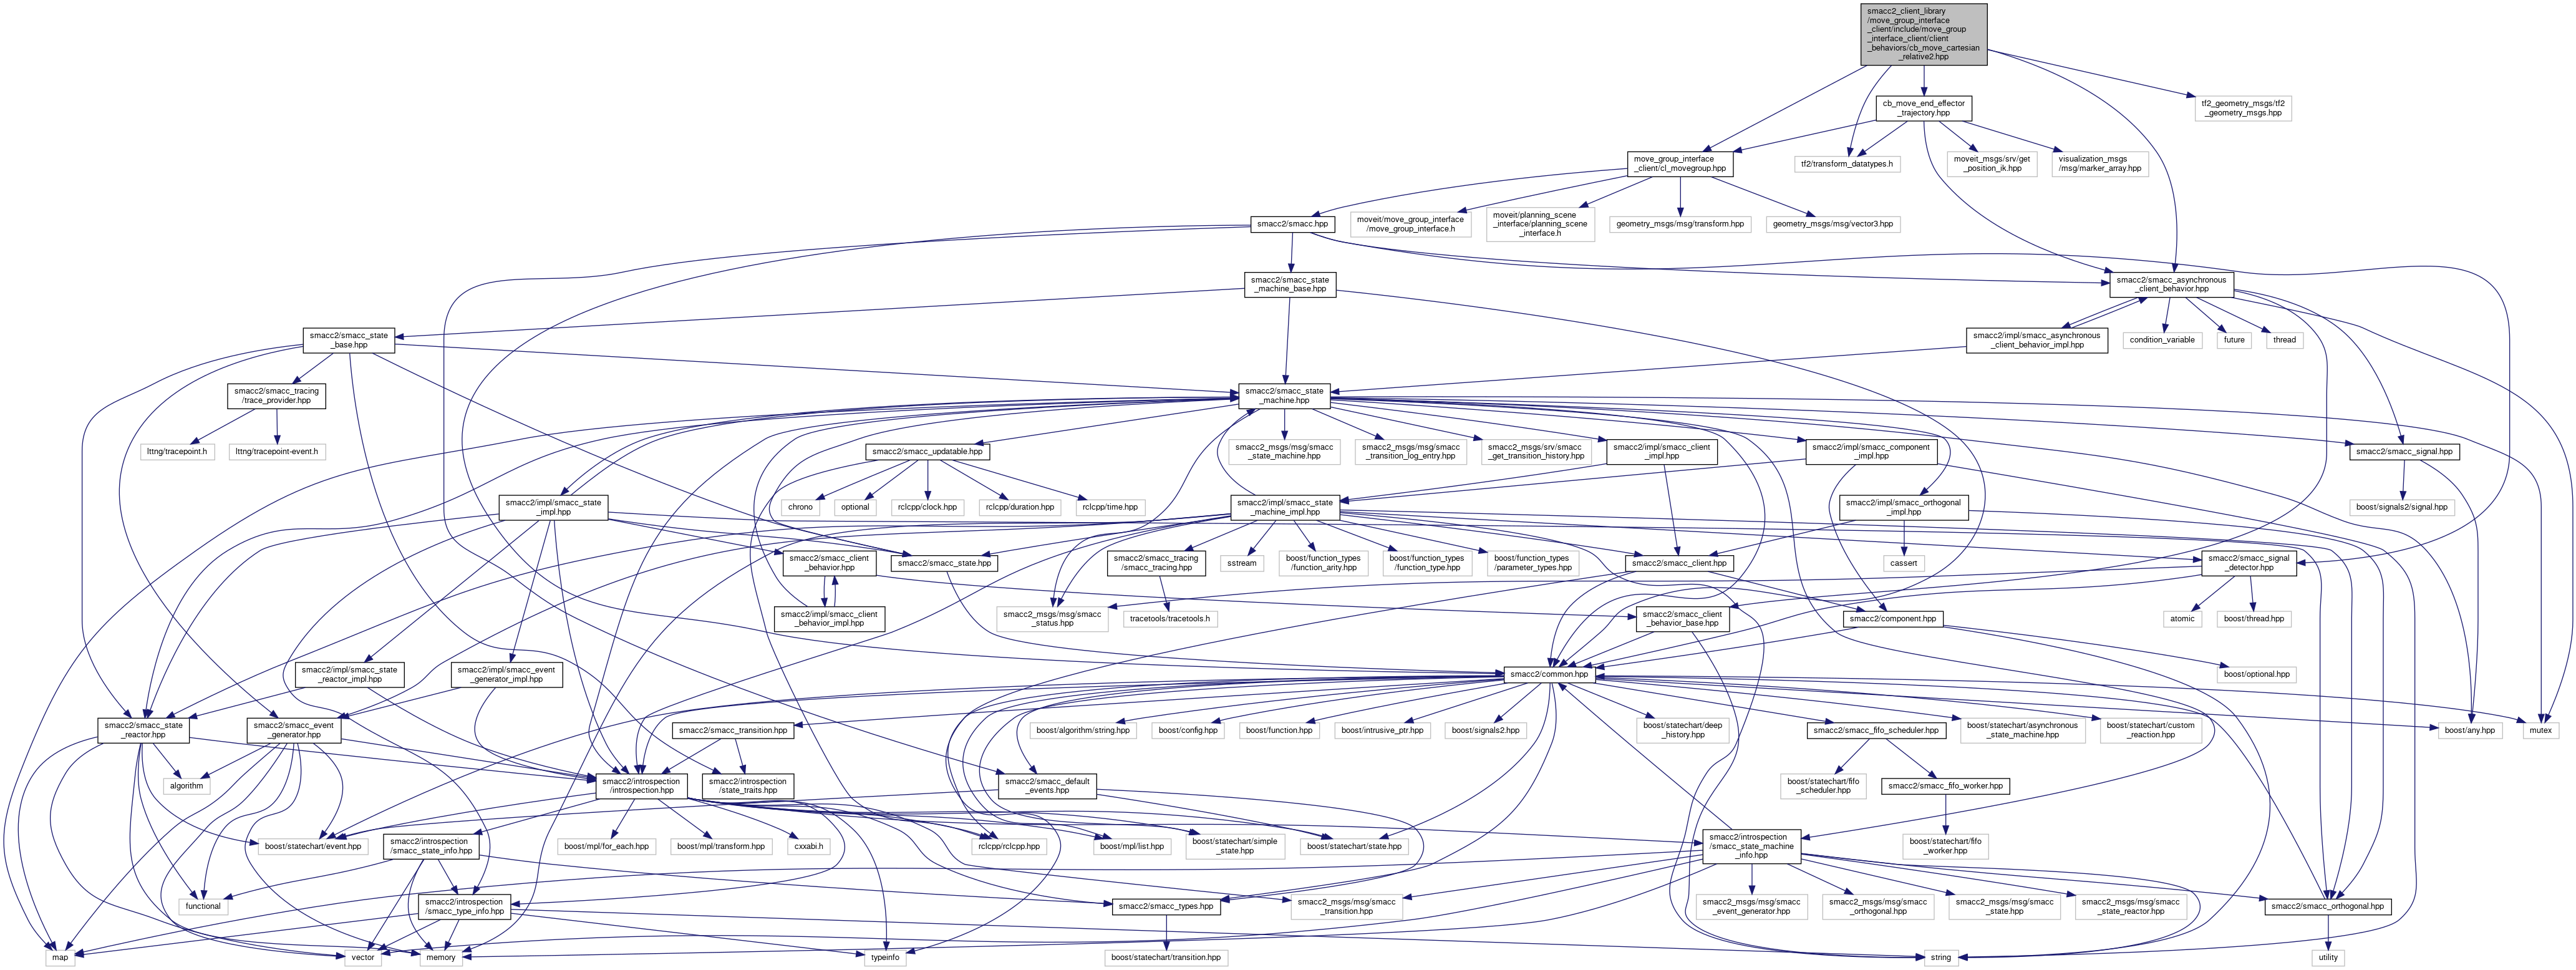 smacc2_client_library
/move_group_interface
_client/include/move_group
_interface_client/client
_behaviors/cb_move_cartesian
_relative2.hpp
cb_move_end_effector
_trajectory.hpp
tf2_geometry_msgs/tf2
_geometry_msgs.hpp
move_group_interface
_client/cl_movegroup.hpp
tf2/transform_datatypes.h
moveit_msgs/srv/get
_position_ik.hpp
visualization_msgs
/msg/marker_array.hpp
smacc2/smacc.hpp
moveit/move_group_interface
/move_group_interface.h
moveit/planning_scene
_interface/planning_scene
_interface.h
geometry_msgs/msg/transform.hpp
geometry_msgs/msg/vector3.hpp
smacc2/smacc_state
_machine_base.hpp
smacc2/smacc_asynchronous
_client_behavior.hpp
smacc2/smacc_state
_base.hpp
smacc2/impl/smacc_asynchronous
_client_behavior_impl.hpp
condition_variable
future
thread
smacc2/smacc_tracing
/trace_provider.hpp
smacc2/smacc_state
_machine.hpp
lttng/tracepoint.h
lttng/tracepoint-event.h
smacc2/smacc_updatable.hpp
smacc2_msgs/msg/smacc
_state_machine.hpp
smacc2_msgs/msg/smacc
_transition_log_entry.hpp
smacc2_msgs/srv/smacc
_get_transition_history.hpp
smacc2/impl/smacc_client
_impl.hpp
smacc2/impl/smacc_component
_impl.hpp
smacc2/smacc_signal.hpp
smacc2/impl/smacc_state
_impl.hpp
chrono
optional
rclcpp/clock.hpp
rclcpp/duration.hpp
rclcpp/time.hpp
smacc2/impl/smacc_state
_machine_impl.hpp
smacc2/impl/smacc_orthogonal
_impl.hpp
boost/signals2/signal.hpp
smacc2/smacc_client
_behavior.hpp
smacc2/smacc_state.hpp
smacc2/smacc_tracing
/smacc_tracing.hpp
sstream
boost/function_types
/function_arity.hpp
boost/function_types
/function_type.hpp
boost/function_types
/parameter_types.hpp
smacc2/smacc_client.hpp
cassert
smacc2/smacc_signal
_detector.hpp
smacc2/impl/smacc_client
_behavior_impl.hpp
smacc2_msgs/msg/smacc
_status.hpp
tracetools/tracetools.h
smacc2/smacc_client
_behavior_base.hpp
smacc2/component.hpp
atomic
boost/thread.hpp
smacc2/impl/smacc_state
_reactor_impl.hpp
smacc2/impl/smacc_event
_generator_impl.hpp
smacc2/common.hpp
boost/optional.hpp
smacc2/smacc_state
_reactor.hpp
smacc2/smacc_event
_generator.hpp
smacc2/smacc_transition.hpp
boost/algorithm/string.hpp
boost/config.hpp
boost/function.hpp
boost/intrusive_ptr.hpp
boost/signals2.hpp
boost/statechart/deep
_history.hpp
smacc2/smacc_fifo_scheduler.hpp
boost/statechart/asynchronous
_state_machine.hpp
boost/statechart/custom
_reaction.hpp
boost/any.hpp
mutex
algorithm
smacc2/introspection
/introspection.hpp
smacc2/introspection
/state_traits.hpp
smacc2/smacc_default
_events.hpp
boost/statechart/fifo
_scheduler.hpp
smacc2/smacc_fifo_worker.hpp
boost/statechart/event.hpp
smacc2/introspection
/smacc_state_info.hpp
boost/mpl/for_each.hpp
boost/mpl/transform.hpp
cxxabi.h
rclcpp/rclcpp.hpp
boost/mpl/list.hpp
boost/statechart/simple
_state.hpp
boost/statechart/state.hpp
smacc2/introspection
/smacc_state_machine
_info.hpp
boost/statechart/fifo
_worker.hpp
functional
smacc2/introspection
/smacc_type_info.hpp
smacc2/smacc_types.hpp
smacc2_msgs/msg/smacc
_transition.hpp
smacc2_msgs/msg/smacc
_event_generator.hpp
smacc2_msgs/msg/smacc
_orthogonal.hpp
smacc2_msgs/msg/smacc
_state.hpp
smacc2_msgs/msg/smacc
_state_reactor.hpp
smacc2/smacc_orthogonal.hpp
map
vector
memory
typeinfo
boost/statechart/transition.hpp
string
utility